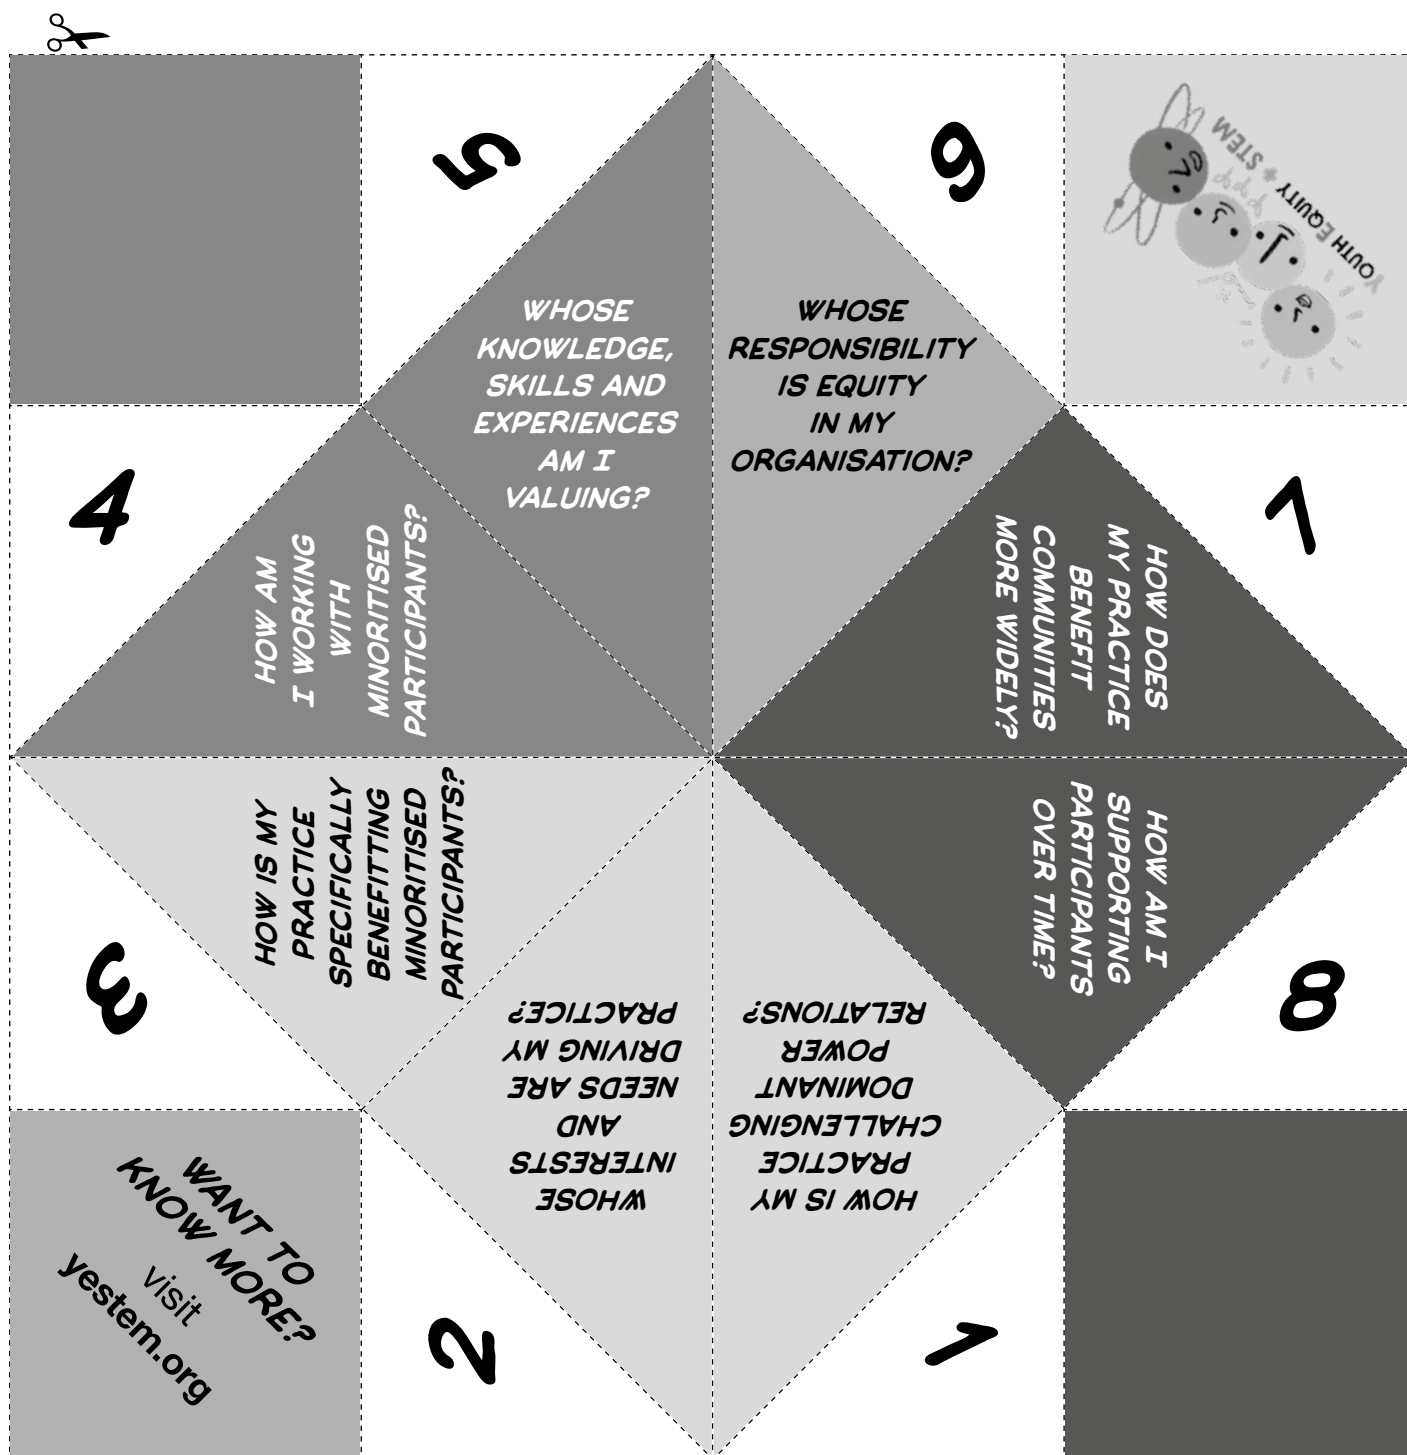 5
6
YOUTH EQUITY + STEM
WHOSE
KNOWLEDGE,
SKILLS AND
EXPERIENCES
AM I
VALUING?
WHOSE
RESPONSIBILITY
IS EQUITY
IN MY
ORGANISATION?
4
HOW AM
I WORKING
WITH
MINORITISED
PARTICIPANTS?
7
HOW DOES
MY PRACTICE
BENEFIT
COMMUNITIES
MORE WIDELY?
3
HOW IS MY
PRACTICE
SPECIFICALLY
BENEFITTING
MINORITISED
PARTICIPANTS?
8
HOW AM I
SUPPORTING
PARTICIPANTS
OVER TIME?
WHOSE
INTERESTS
AND
NEEDS ARE
DRIVING MY
PRACTICE?
HOW IS MY
PRACTICE
CHALLENGING
DOMINANT
POWER
RELATIONS?
WANT TO
KNOW MORE?
visit
yestem.org
2
1